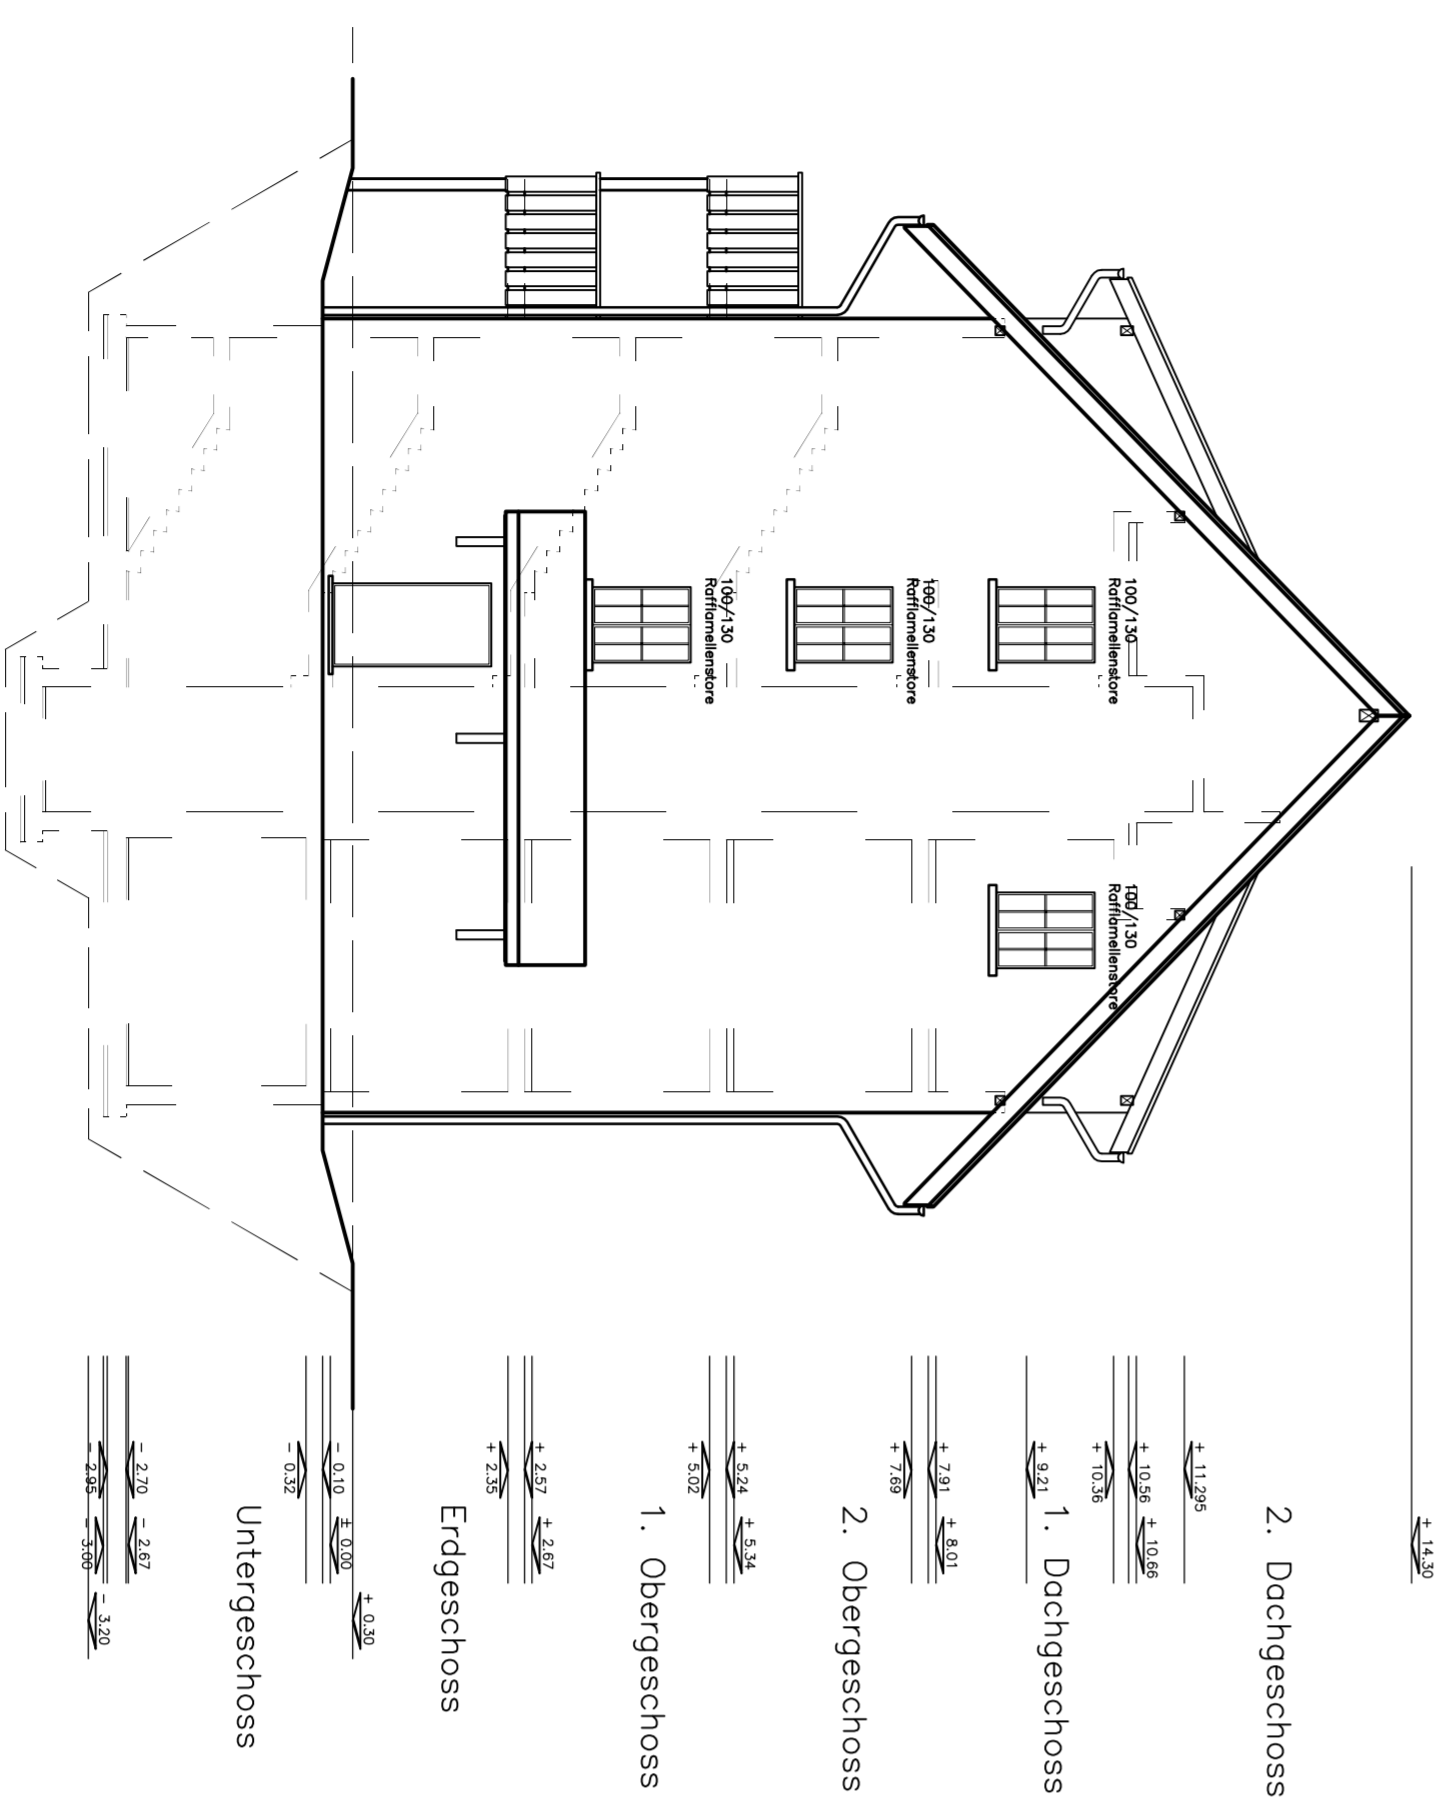 + 14.30
2. Dachgeschoss
+ 11.295
+ 10.56
+ 10.66
+ 10.36
1. Dachgeschoss
+ 9.21
+ 7.91
+ 8.01
+ 7.69
2. Obergeschoss
+ 5.24
+ 5.34
+ 5.02
1. Obergeschoss
+ 2.57
+ 2.67
+ 2.35
Erdgeschoss
+ 0.30
± 0.00
- 0.10
- 0.32
Untergeschoss
- 2.70
- 2.67
- 2.95
- 3.00
- 3.20
100/130
Rafflamellenstore
100/130
Rafflamellenstore
100/130
Rafflamellenstore
100/130
Rafflamellenstore